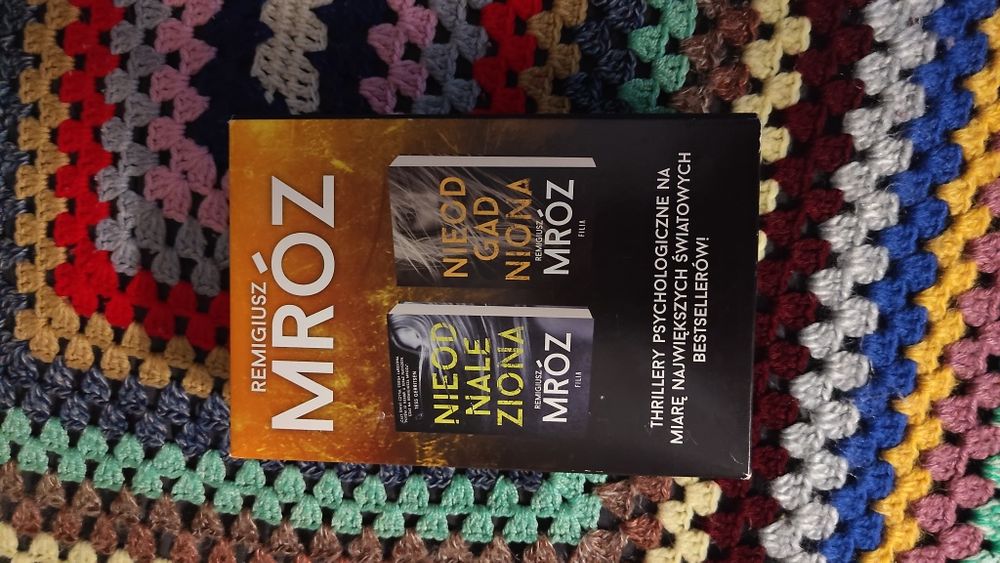 REMIGIUSZ
MRÓZ
NIEOD
NALE
ZIONA
REMIGIUSZ
MRÓZ
FILIA
NIEOD
GAD
NIONA
REMIGIUSZ
MRÓZ
FILIA
THRILLERY PSYCHOLOGICZNE NA
MIARĘ NAJWIĘKSZYCH ŚWIATOWYCH
BESTSELLERÓW!